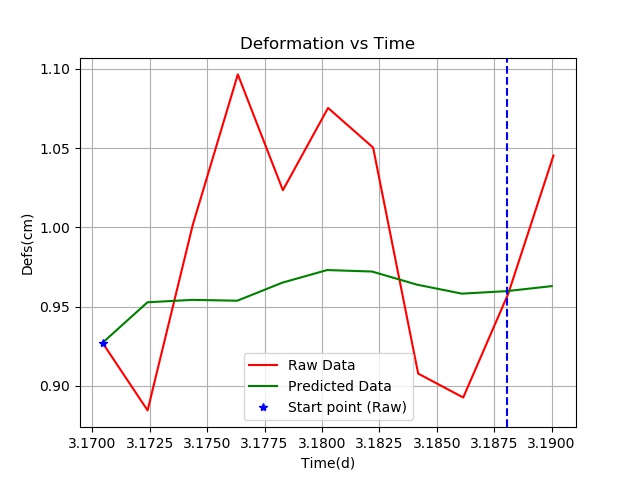 Deformation vs Time
Defs(cm)
1.10
1.05
1.00
0.95
0.90
Raw Data
Predicted Data
Start point (Raw)
3.1700 3.1725 3.1750 3.1775 3.1800 3.1825 3.1850 3.1875 3.1900
Time(d)